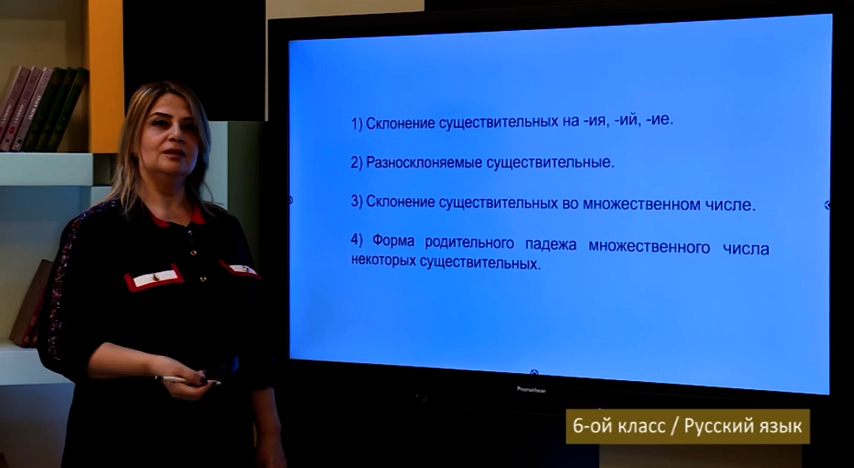 1) Склонение существительных на -ия, -ий, -ие.
2) Разносклоняемые существительные.
3) Склонение существительных во множественном числе.
4) Форма родительного падежа множественного числа
некоторых существительных.
Promethean
6-ой класс / Русский язык